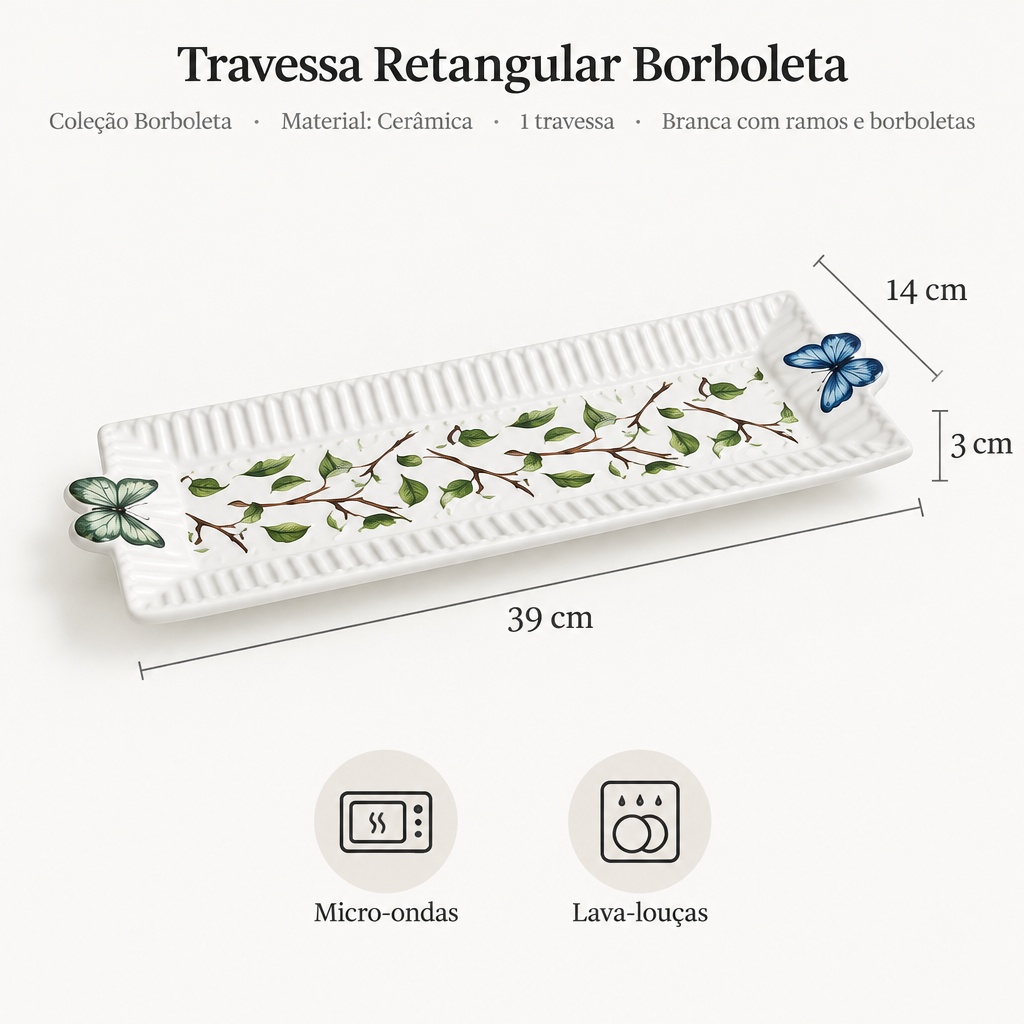 Travessa Retangular Borboleta
Coleção Borboleta • Material: Cerâmica • 1 travessa • Branca com ramos e borboletas
14 cm
3 cm
39 cm
Micro-ondas
Lava-louças